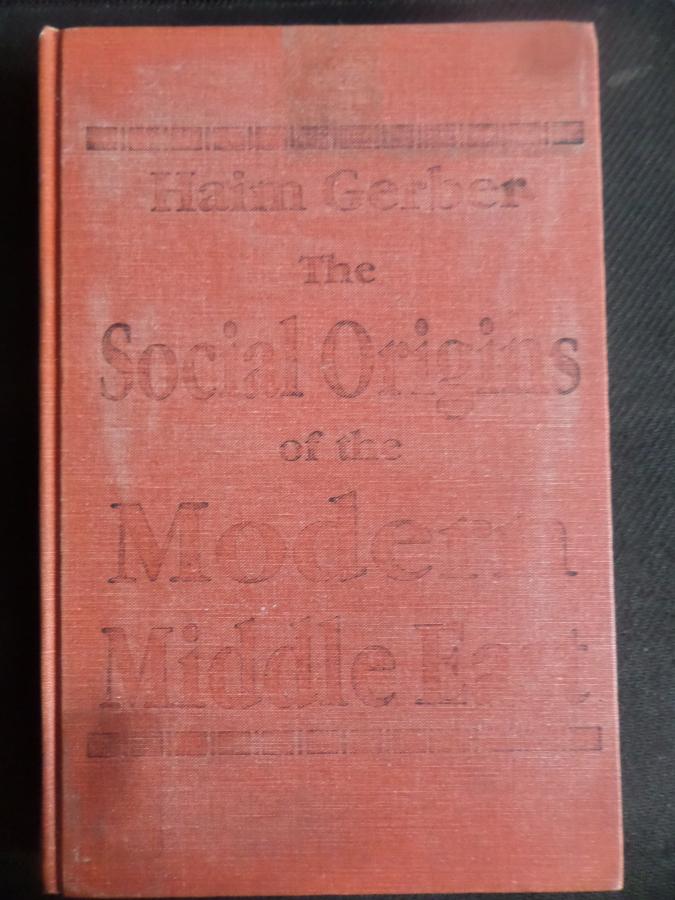 Haim Gerber
The
Social Origins
of the
Modern
Middle East